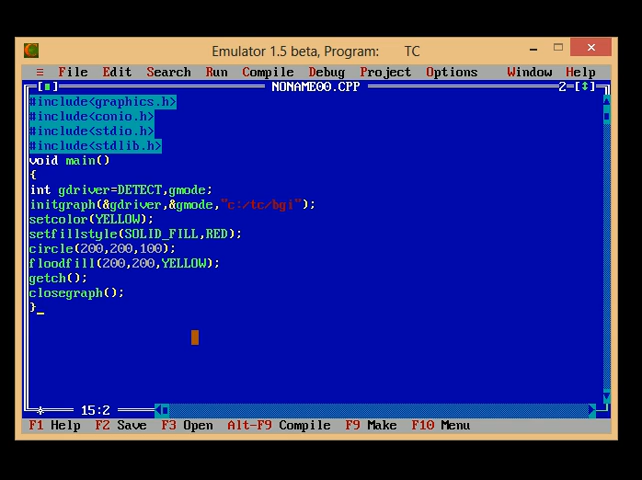 Emulator 1.5 beta, Program: TC
≡ File Edit Search Run Compile Debug Project Options Window Help
[■] NONAME00.CPP 2-[↕]
#include<graphics.h>
#include<conio.h>
#include<stdio.h>
#include<stdlib.h>
void main()
{
int gdriver=DETECT,gmode;
initgraph(&gdriver,&gmode,"c:/tc/bgi");
setcolor(YELLOW);
setfillstyle(SOLID_FILL,RED);
circle(200,200,100);
floodfill(200,200,YELLOW);
getch();
closegraph();
}
15:2
F1 Help F2 Save F3 Open Alt-F9 Compile F9 Make F10 Menu